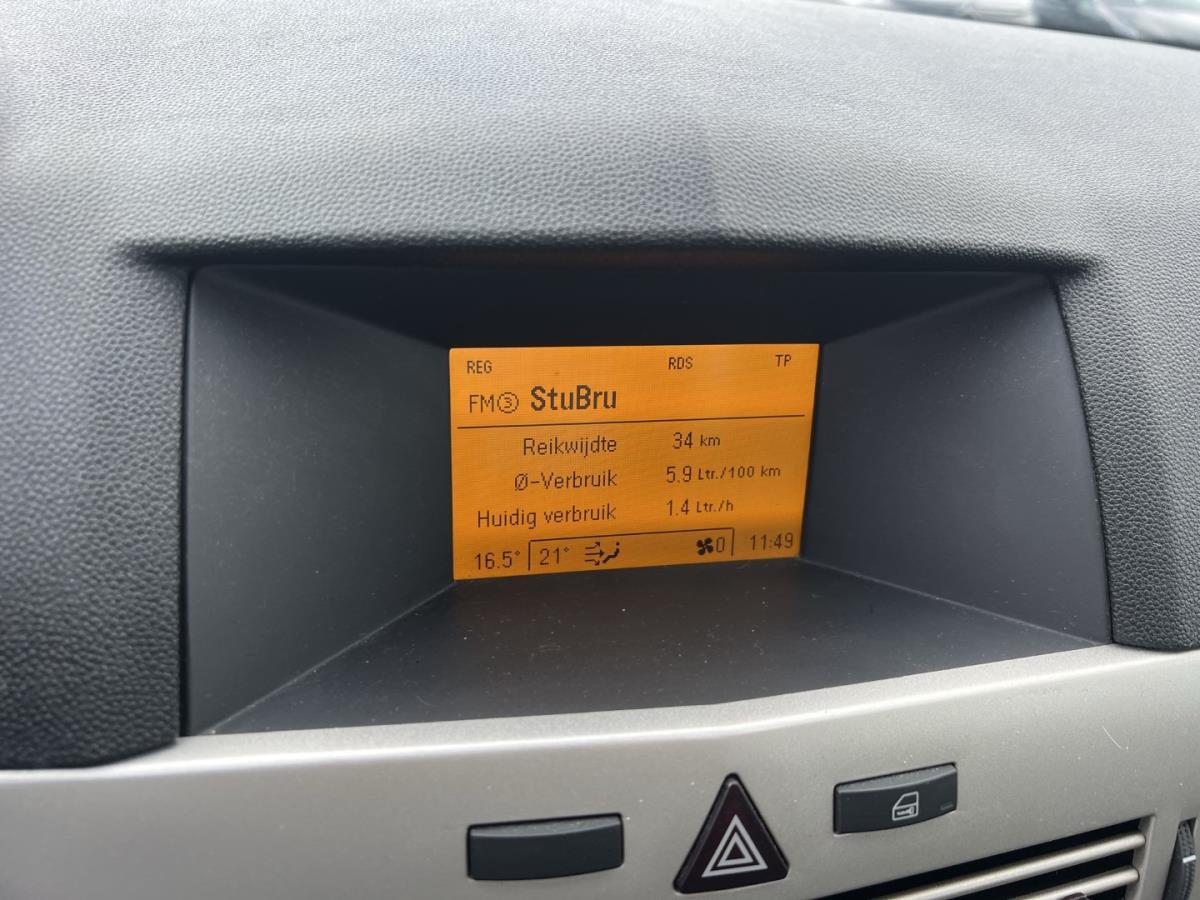 REG RDS TP
FM③ StuBru
Reikwijdte 34 km
Ø-Verbruik 5.9 Ltr./100 km
Huidig verbruik 1.4 Ltr./h
16.5° 21° 0 11:49